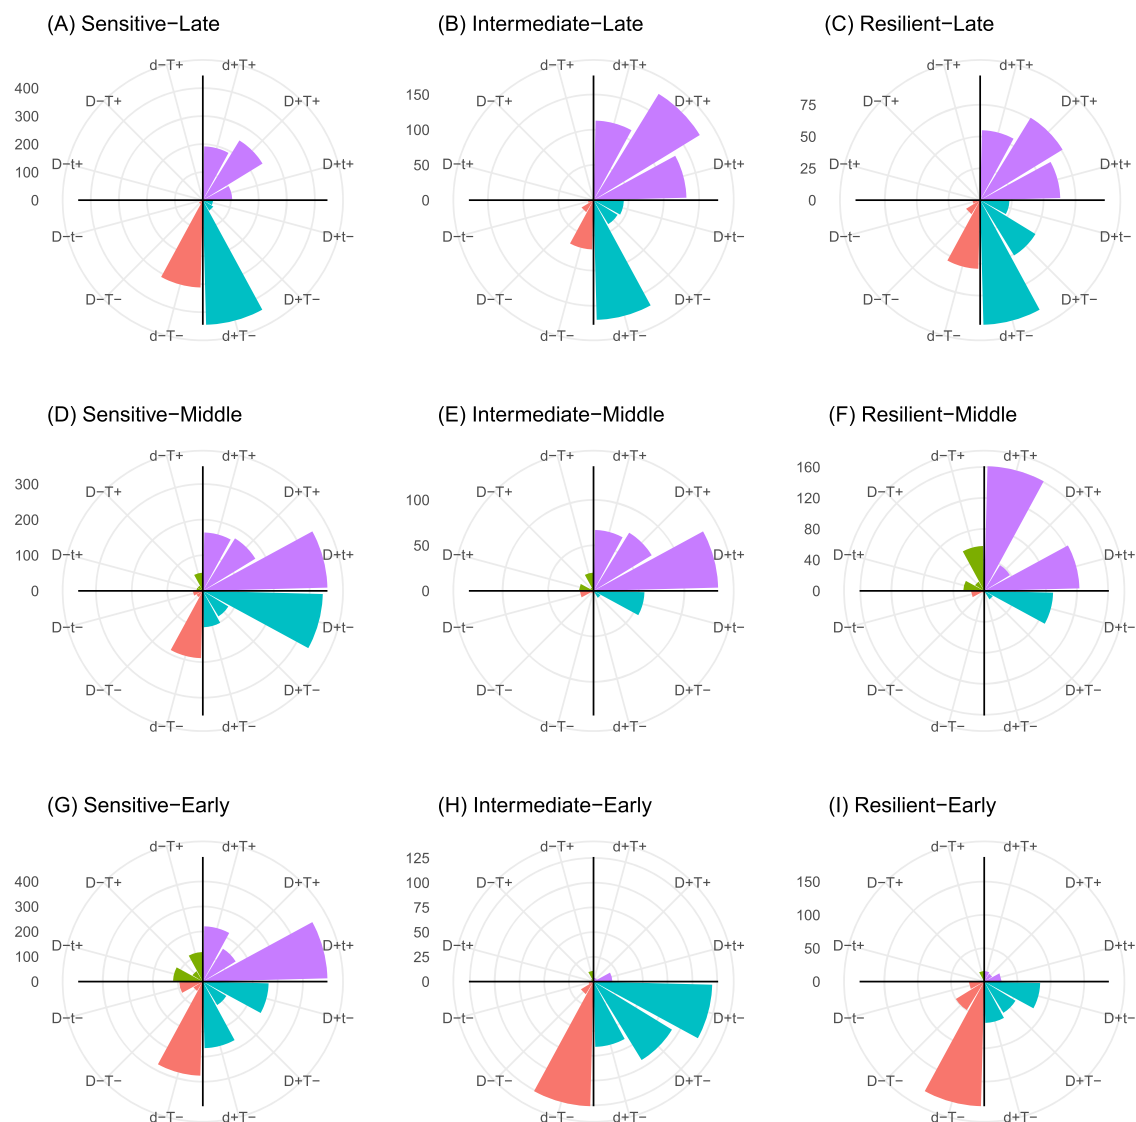 (A) Sensitive−Late
(B) Intermediate−Late
(C) Resilient−Late
d−T+
d+T+
D−T+
D+T+
D−t+
D+t+
D−t−
D+t−
D−T−
D+T−
d−T−
d+T−
400
300
200
100
0
d−T+
d+T+
D−T+
D+T+
D−t+
D+t+
D−t−
D+t−
D−T−
D+T−
d−T−
d+T−
150
100
50
0
d−T+
d+T+
D−T+
D+T+
D−t+
D+t+
D−t−
D+t−
D−T−
D+T−
d−T−
d+T−
75
50
25
0
(D) Sensitive−Middle
(E) Intermediate−Middle
(F) Resilient−Middle
d−T+
d+T+
D−T+
D+T+
D−t+
D+t+
D−t−
D+t−
D−T−
D+T−
d−T−
d+T−
300
200
100
0
d−T+
d+T+
D−T+
D+T+
D−t+
D+t+
D−t−
D+t−
D−T−
D+T−
d−T−
d+T−
100
50
0
d−T+
d+T+
D−T+
D+T+
D−t+
D+t+
D−t−
D+t−
D−T−
D+T−
d−T−
d+T−
160
120
80
40
0
(G) Sensitive−Early
(H) Intermediate−Early
(I) Resilient−Early
d−T+
d+T+
D−T+
D+T+
D−t+
D+t+
D−t−
D+t−
D−T−
D+T−
d−T−
d+T−
400
300
200
100
0
d−T+
d+T+
D−T+
D+T+
D−t+
D+t+
D−t−
D+t−
D−T−
D+T−
d−T−
d+T−
125
100
75
50
25
0
d−T+
d+T+
D−T+
D+T+
D−t+
D+t+
D−t−
D+t−
D−T−
D+T−
d−T−
d+T−
150
100
50
0